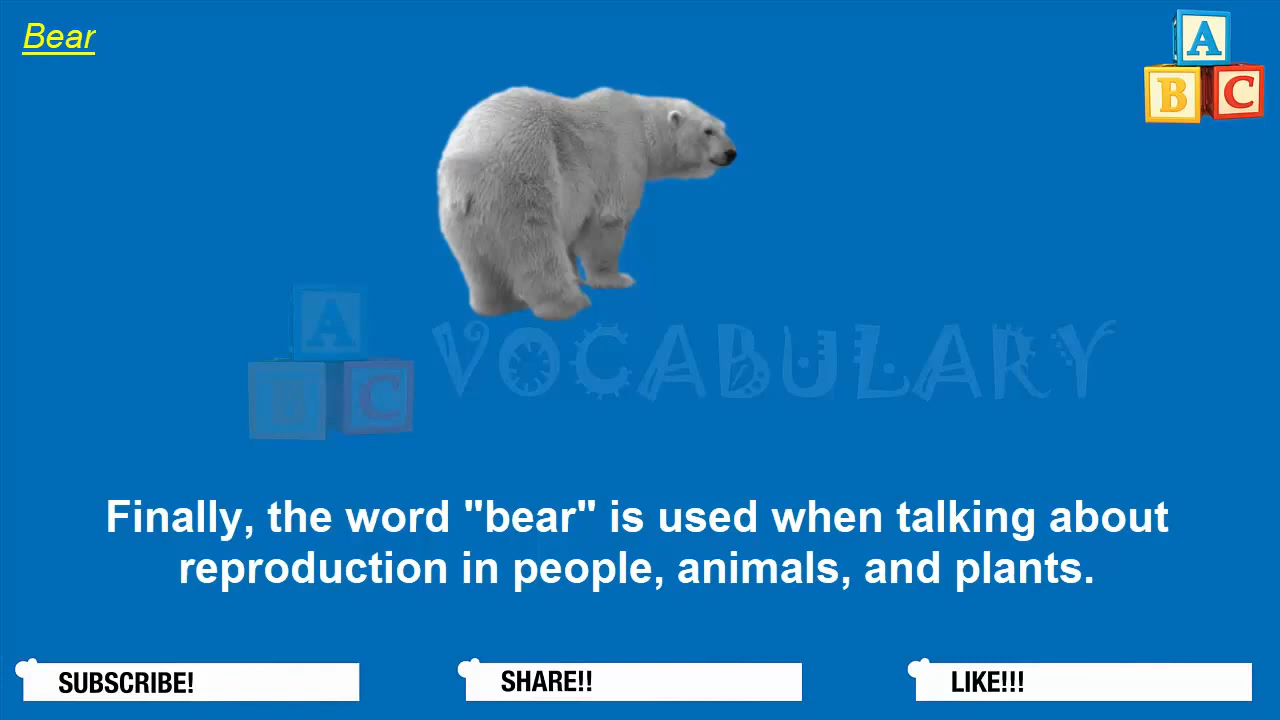 Bear
A
B C
A
B C VOCABULARY
Finally, the word "bear" is used when talking about
reproduction in people, animals, and plants.
SUBSCRIBE!
SHARE!!
LIKE!!!